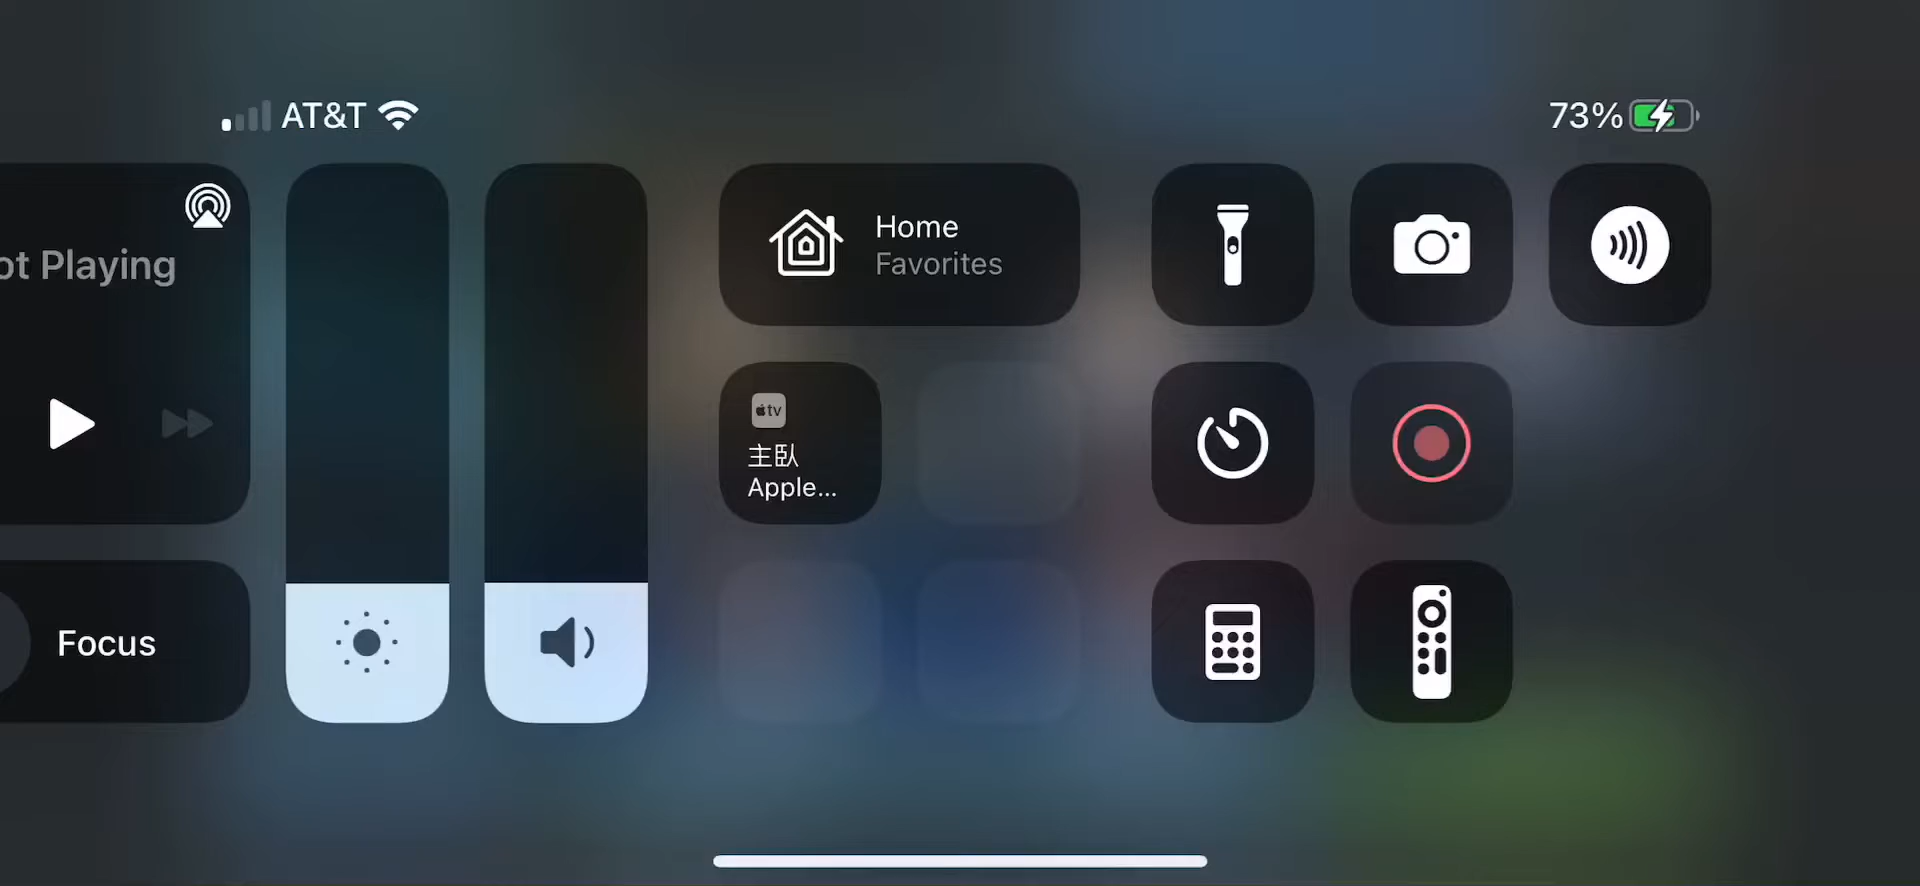 AT&T
73%
ot Playing
Home
Favorites
tv
主臥
Apple...
Focus